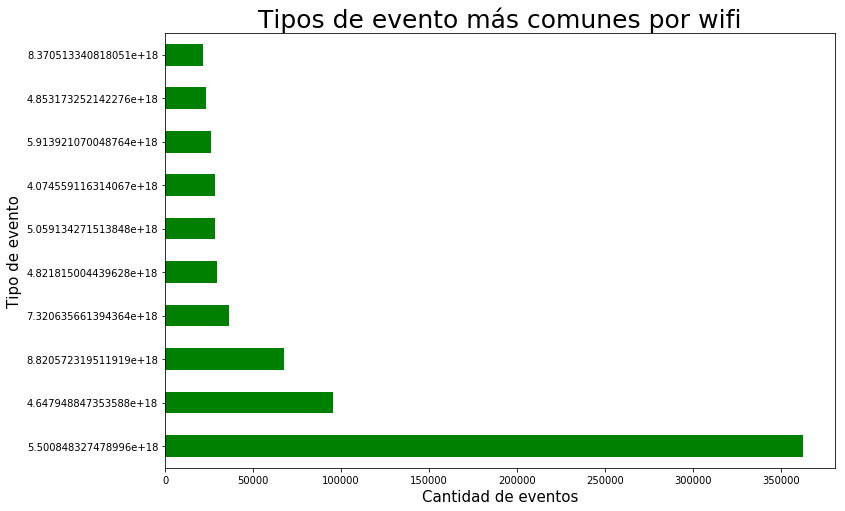 Tipos de evento más comunes por wifi
8.370513340818051e+18
4.853173252142276e+18
5.913921070048764e+18
4.074559116314067e+18
5.059134271513848e+18
4.821815004439628e+18
7.320635661394364e+18
8.820572319511919e+18
4.647948847353588e+18
5.500848327478996e+18
Tipo de evento
0 50000 100000 150000 200000 250000 300000 350000
Cantidad de eventos